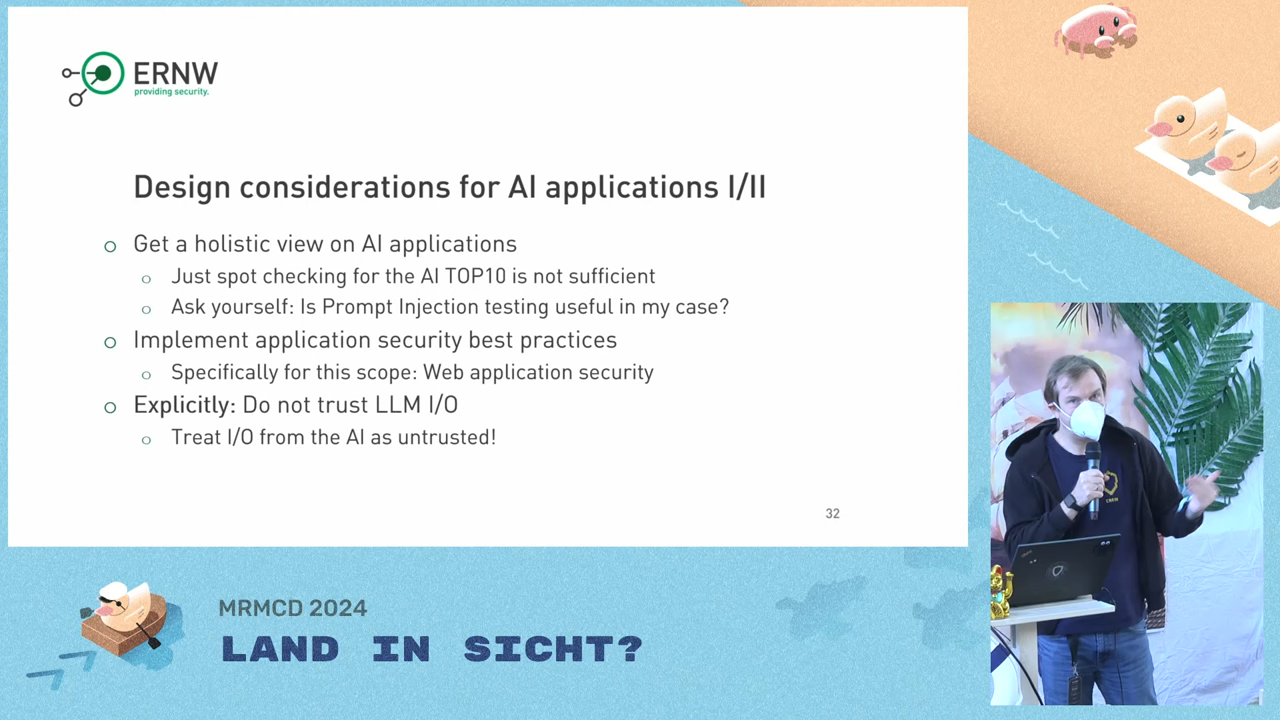 ERNW
providing security.
Design considerations for AI applications I/II
Get a holistic view on AI applications
Just spot checking for the AI TOP10 is not sufficient
Ask yourself: Is Prompt Injection testing useful in my case?
Implement application security best practices
Specifically for this scope: Web application security
Explicitly: Do not trust LLM I/O
Treat I/O from the AI as untrusted!
32
MRMCD 2024
LAND IN SICHT?